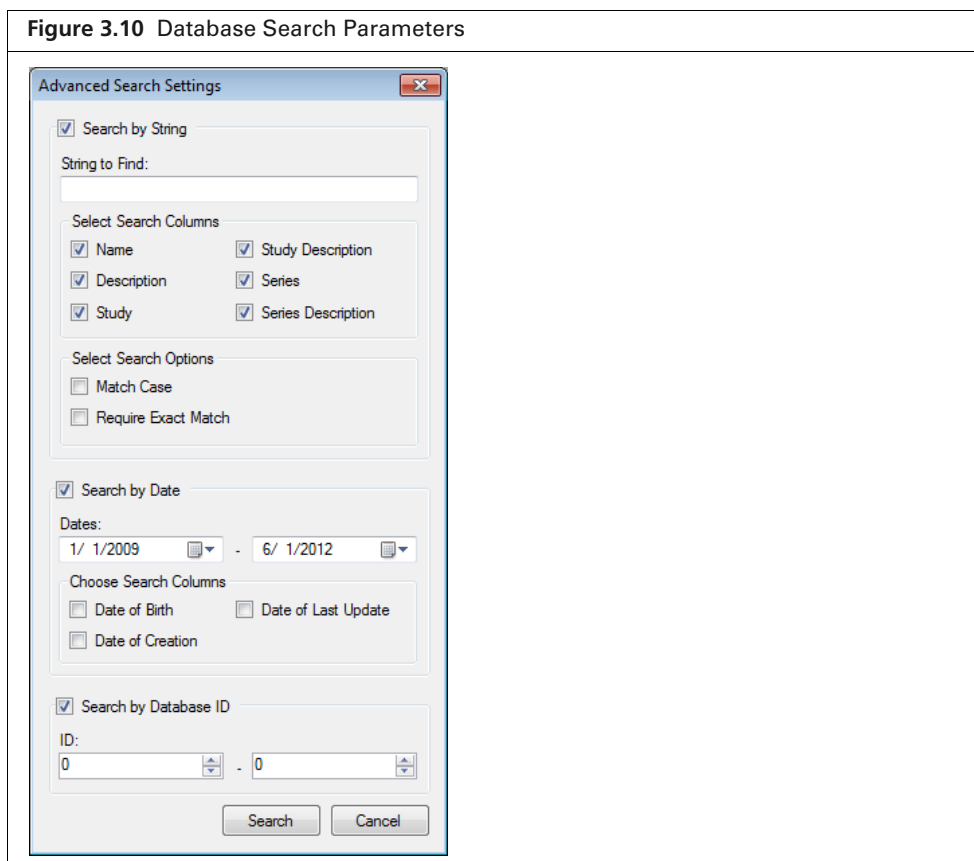 Figure 3.10 Database Search Parameters
Advanced Search Settings
Search by String
String to Find:
Select Search Columns
Name Study Description
Description Series
Study Series Description
Select Search Options
Match Case
Require Exact Match
Search by Date
Dates:
1/ 1/2009 - 6/ 1/2012
Choose Search Columns
Date of Birth Date of Last Update
Date of Creation
Search by Database ID
ID:
0 - 0
Search Cancel